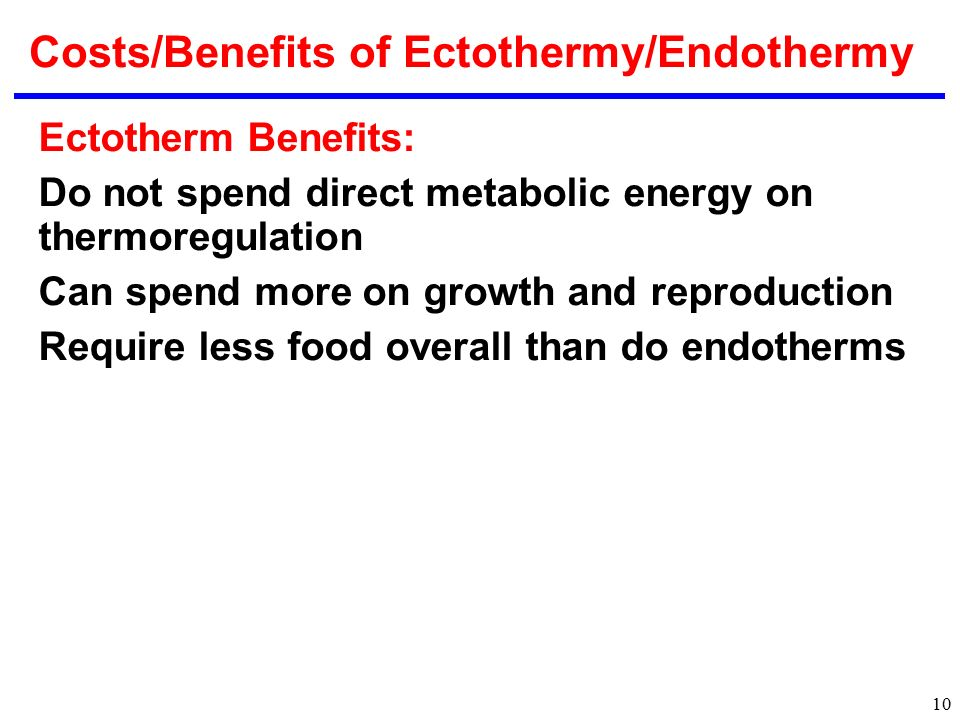 Costs/Benefits of Ectothermy/Endothermy
Ectotherm Benefits:
Do not spend direct metabolic energy on
thermoregulation
Can spend more on growth and reproduction
Require less food overall than do endotherms
10